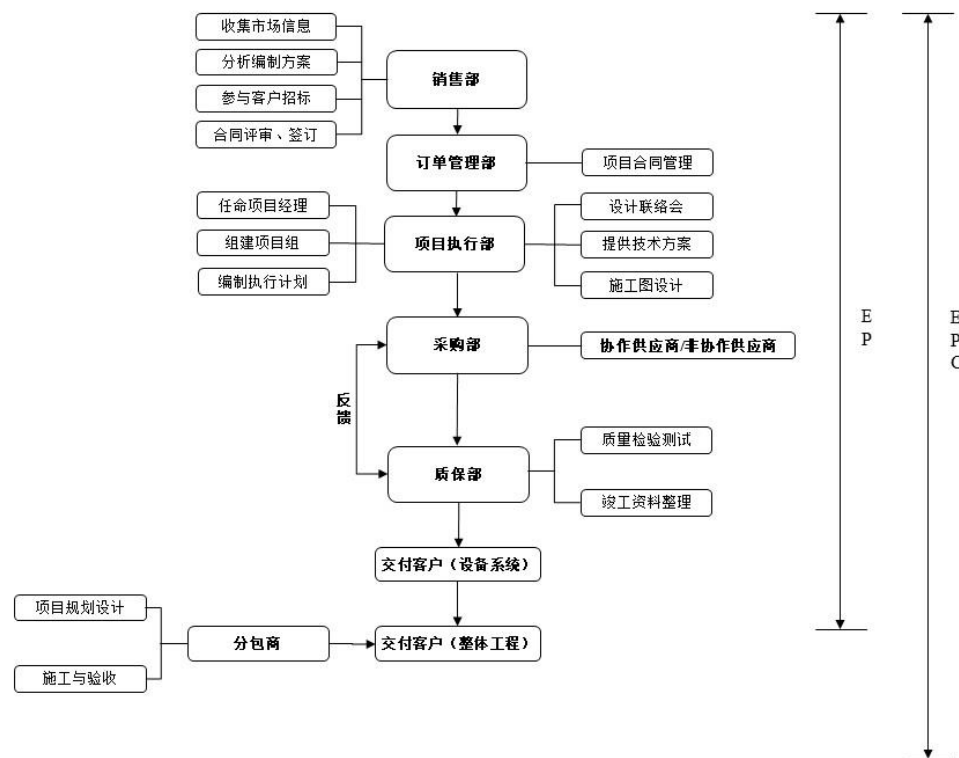 收集市场信息
分析编制方案
参与客户招标
合同评审、签订
销售部
订单管理部
项目合同管理
任命项目经理
组建项目组
编制执行计划
项目执行部
设计联络会
提供技术方案
施工图设计
采购部
协作供应商/非协作供应商
反馈
质保部
质量检验测试
竣工资料整理
交付客户（设备系统）
项目规划设计
施工与验收
分包商
交付客户（整体工程）
E
P
E
P
C